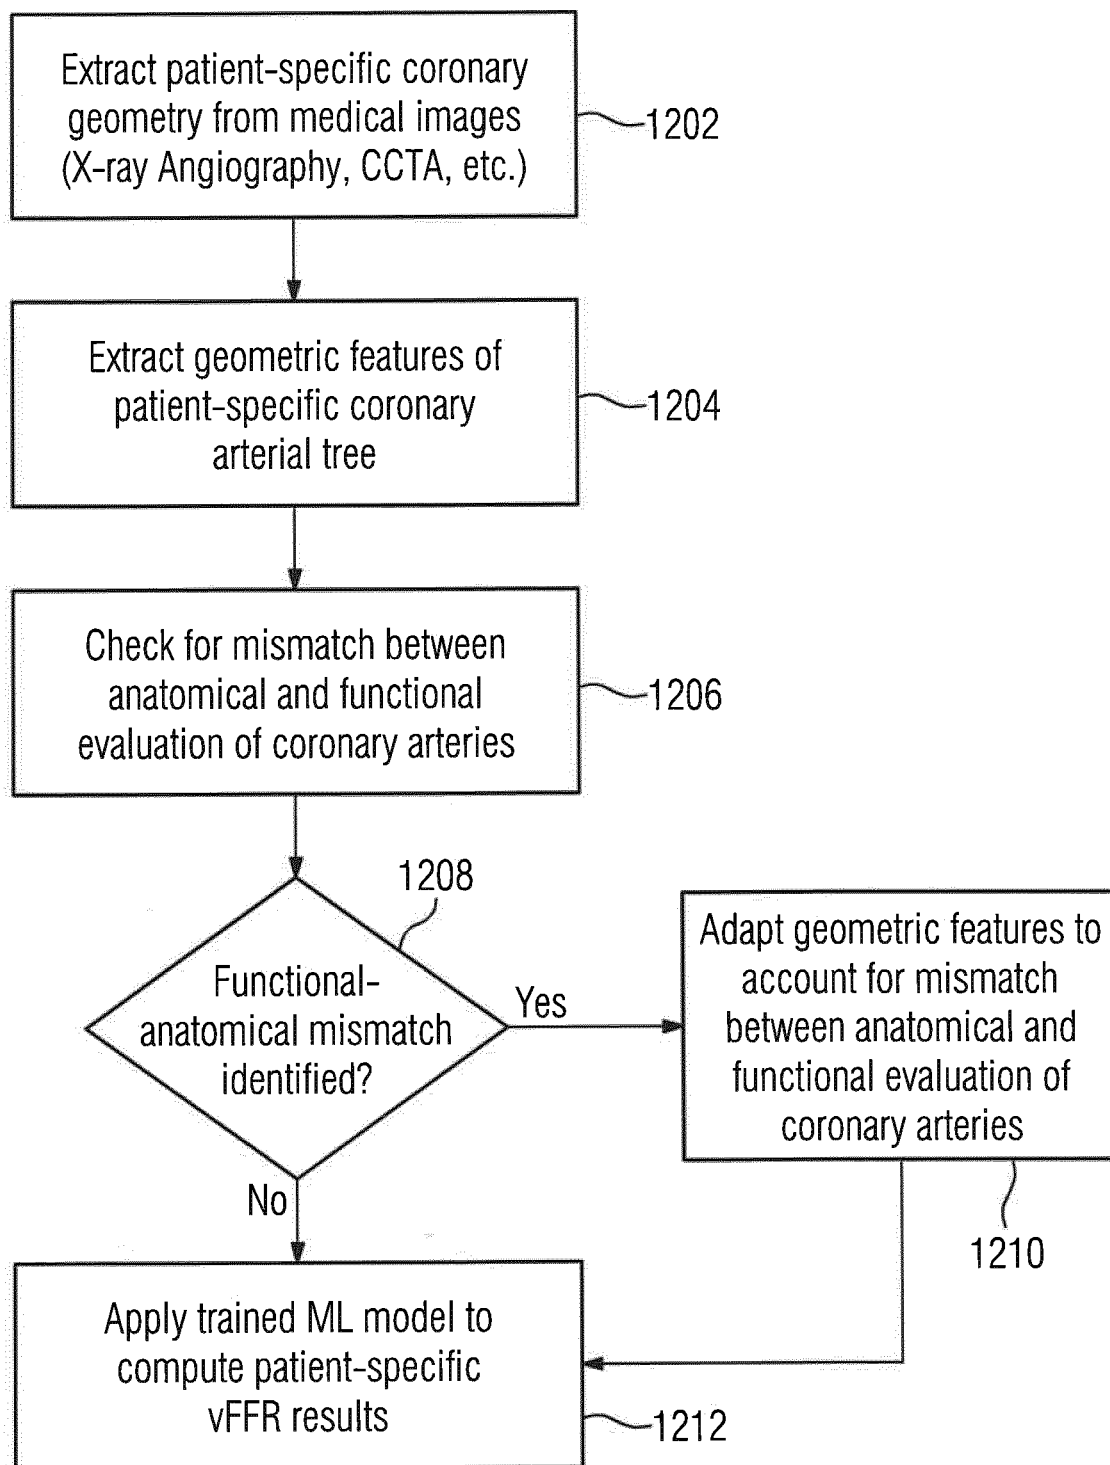 Extract patient-specific coronary
geometry from medical images
(X-ray Angiography, CCTA, etc.)
1202
Extract geometric features of
patient-specific coronary
arterial tree
1204
Check for mismatch between
anatomical and functional
evaluation of coronary arteries
1206
1208
Functional-
anatomical mismatch
identified?
Yes
No
Adapt geometric features to
account for mismatch
between anatomical and
functional evaluation of
coronary arteries
1210
Apply trained ML model to
compute patient-specific
vFFR results
1212